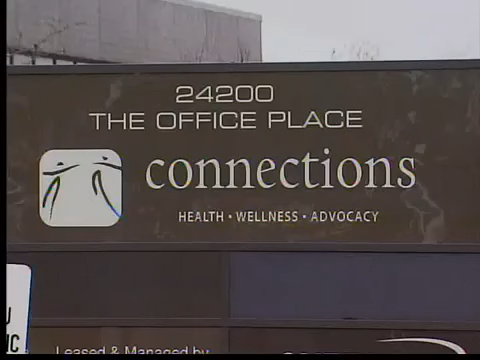 24200
THE OFFICE PLACE
connections
HEALTH • WELLNESS • ADVOCACY
Leased & Managed by